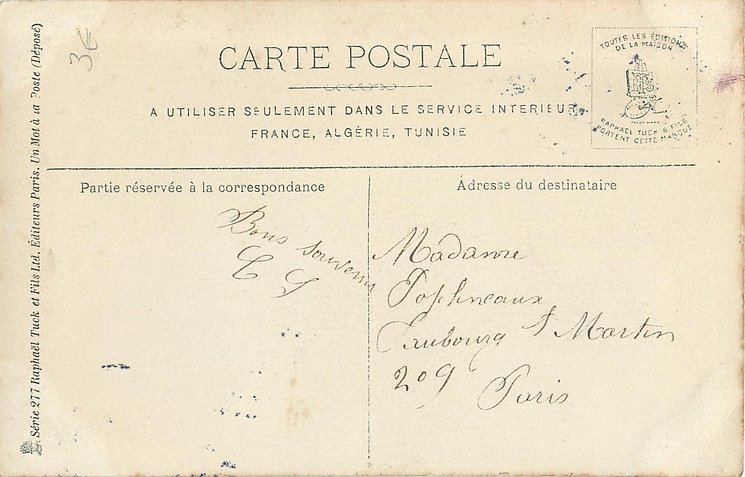 3€
CARTE POSTALE
A UTILISER SEULEMENT DANS LE SERVICE INTERIEUR
FRANCE, ALGÉRIE, TUNISIE
TOUTES LES ÉDITIONS
DE LA MAISON
RAPHAEL TUCK & FILS
PORTENT CETTE MARQUE
Partie réservée à la correspondance
Bons souvenirs
C S
Adresse du destinataire
Madame
Faubourg St Martin
209
Paris
Série 277 Raphaël Tuck et Fils Ltd. Éditeurs Paris. Un Mot à la Poste (Déposé)